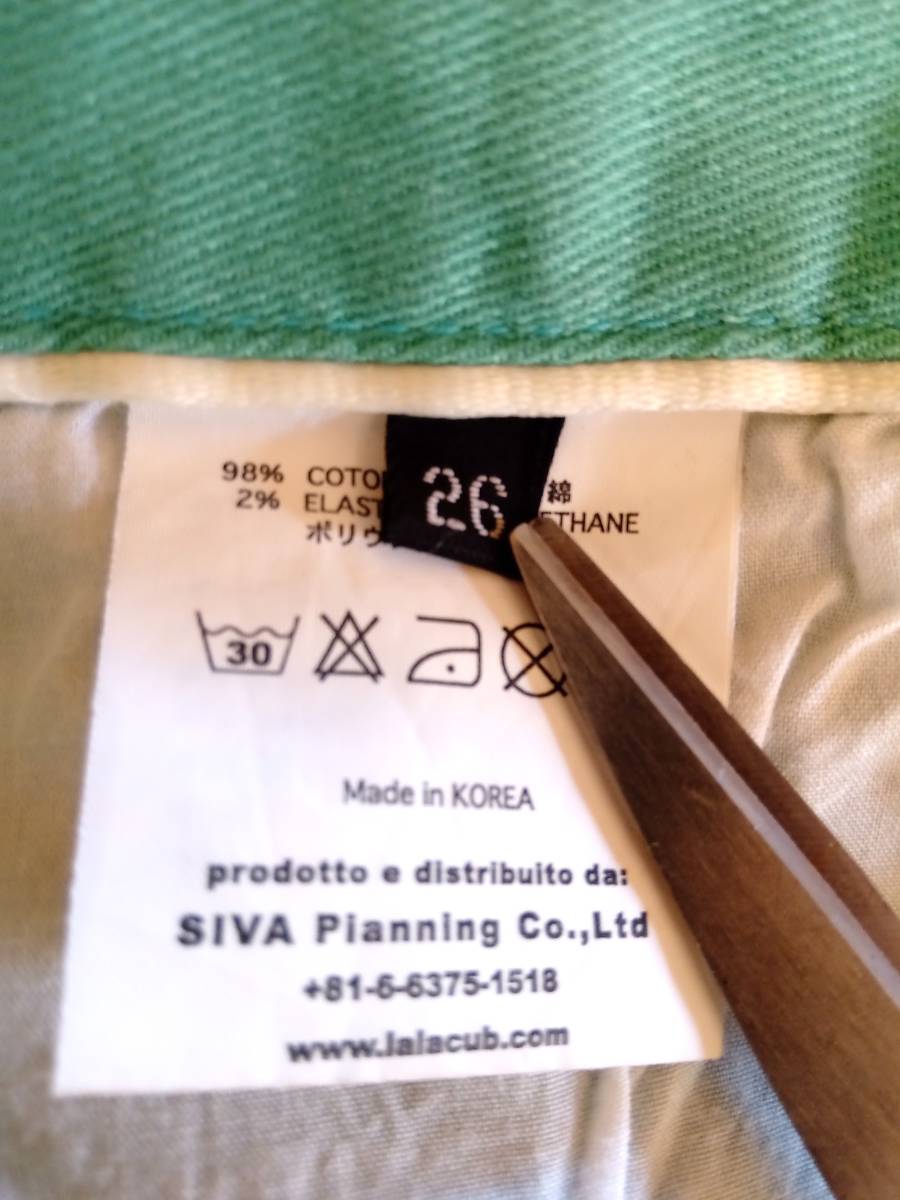 26
98% COTO 綿
2% ELAST ETHANE
ポリウ
30
Made in KOREA
prodotto e distribuito da:
SIVA Pianning Co.,Ltd
+81-6-6375-1518
www.lalacub.com